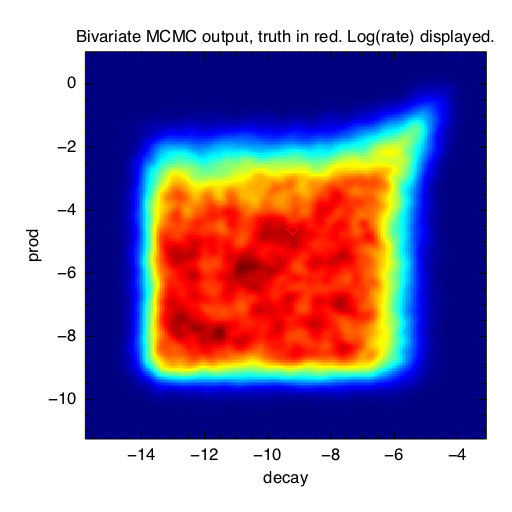 Bivariate MCMC output, truth in red. Log(rate) displayed.
0
−2
−4
−6
−8
−10
prod
−14 −12 −10 −8 −6 −4
decay